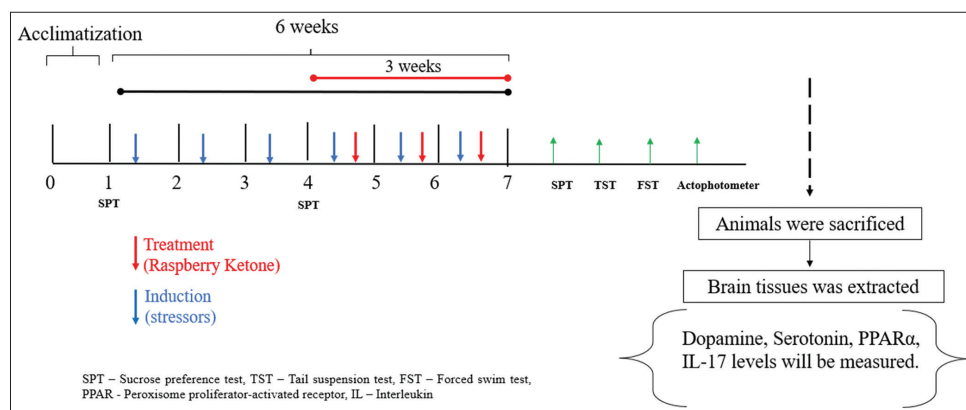 Acclimatization
6 weeks
3 weeks
0 1 2 3 4 5 6 7
SPT SPT
SPT TST FST Actophotometer
Treatment
(Raspberry Ketone)
Induction
(stressors)
Animals were sacrificed
Brain tissues was extracted
Dopamine, Serotonin, PPARα,
IL-17 levels will be measured.
SPT – Sucrose preference test, TST – Tail suspension test, FST – Forced swim test,
PPAR - Peroxisome proliferator-activated receptor, IL – Interleukin